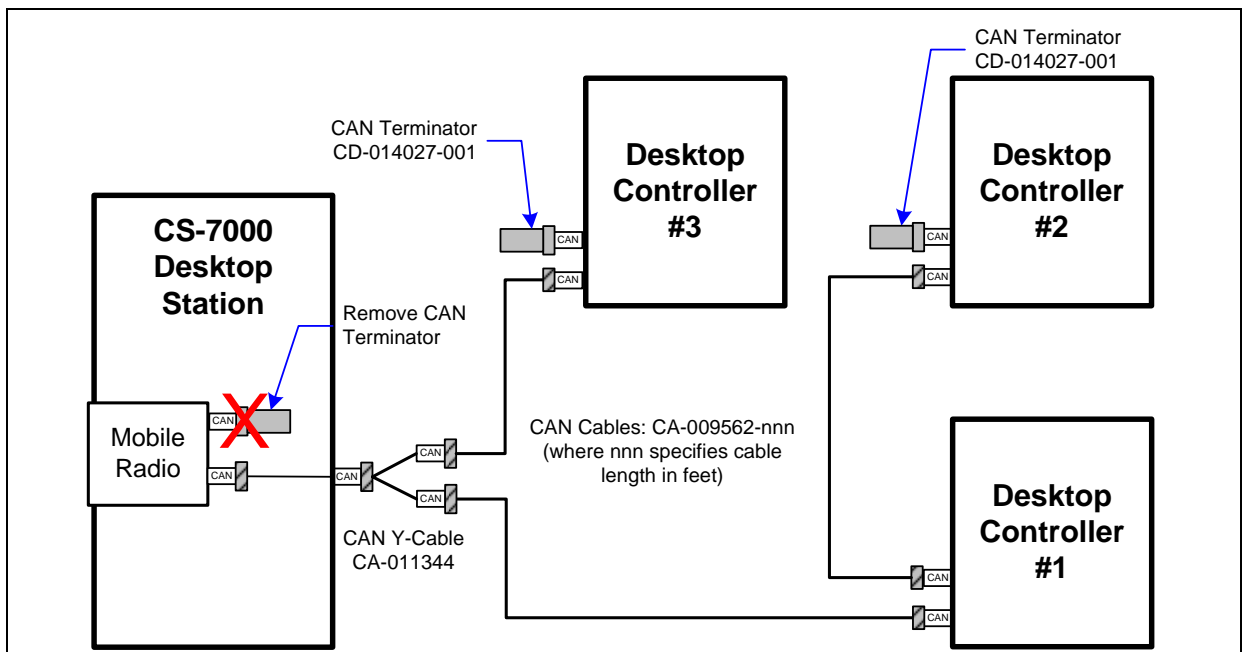 CAN Terminator
CD-014027-001
CAN Terminator
CD-014027-001
Desktop
Controller
#3
CAN
CAN
Desktop
Controller
#2
CAN
CAN
CS-7000
Desktop
Station
Remove CAN
Terminator
Mobile
Radio
CAN
CAN
CAN
CAN
CAN
CAN Y-Cable
CA-011344
CAN Cables: CA-009562-nnn
(where nnn specifies cable
length in feet)
Desktop
Controller
#1
CAN
CAN